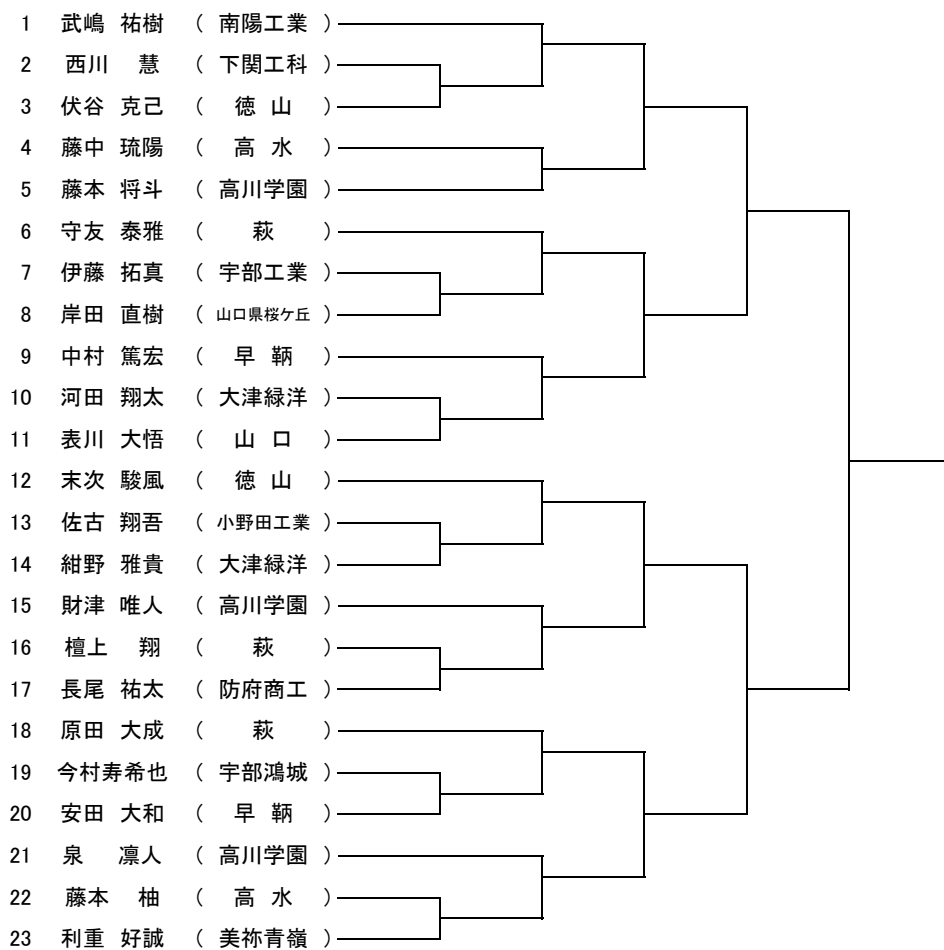 1 武嶋 祐樹 ( 南陽工業 )
2 西川 慧 ( 下関工科 )
3 伏谷 克己 ( 徳 山 )
4 藤中 琉陽 ( 高 水 )
5 藤本 将斗 ( 高川学園 )
6 守友 泰雅 ( 萩 )
7 伊藤 拓真 ( 宇部工業 )
8 岸田 直樹 ( 山口県桜ケ丘 )
9 中村 篤宏 ( 早 鞆 )
10 河田 翔太 ( 大津緑洋 )
11 表川 大悟 ( 山 口 )
12 末次 駿風 ( 徳 山 )
13 佐古 翔吾 ( 小野田工業 )
14 紺野 雅貴 ( 大津緑洋 )
15 財津 唯人 ( 高川学園 )
16 檀上 翔 ( 萩 )
17 長尾 祐太 ( 防府商工 )
18 原田 大成 ( 萩 )
19 今村寿希也 ( 宇部鴻城 )
20 安田 大和 ( 早 鞆 )
21 泉 凛人 ( 高川学園 )
22 藤本 柚 ( 高 水 )
23 利重 好誠 ( 美祢青嶺 )